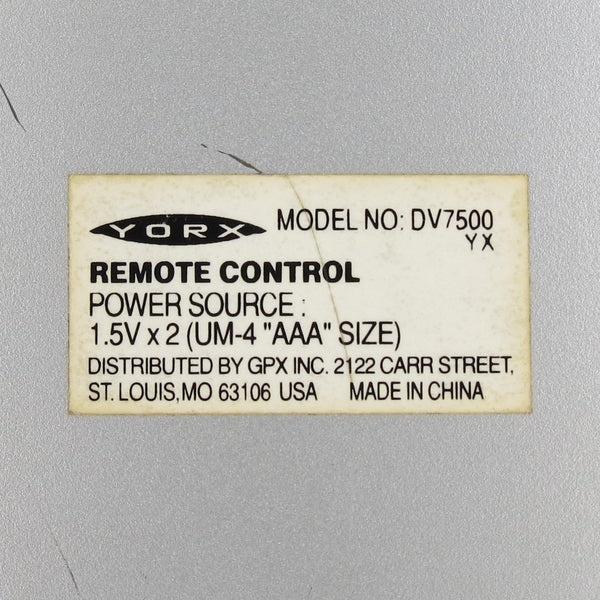 YORX MODEL NO: DV7500
YX
REMOTE CONTROL
POWER SOURCE :
1.5V x 2 (UM-4 "AAA" SIZE)
DISTRIBUTED BY GPX INC. 2122 CARR STREET,
ST. LOUIS,MO 63106 USA MADE IN CHINA